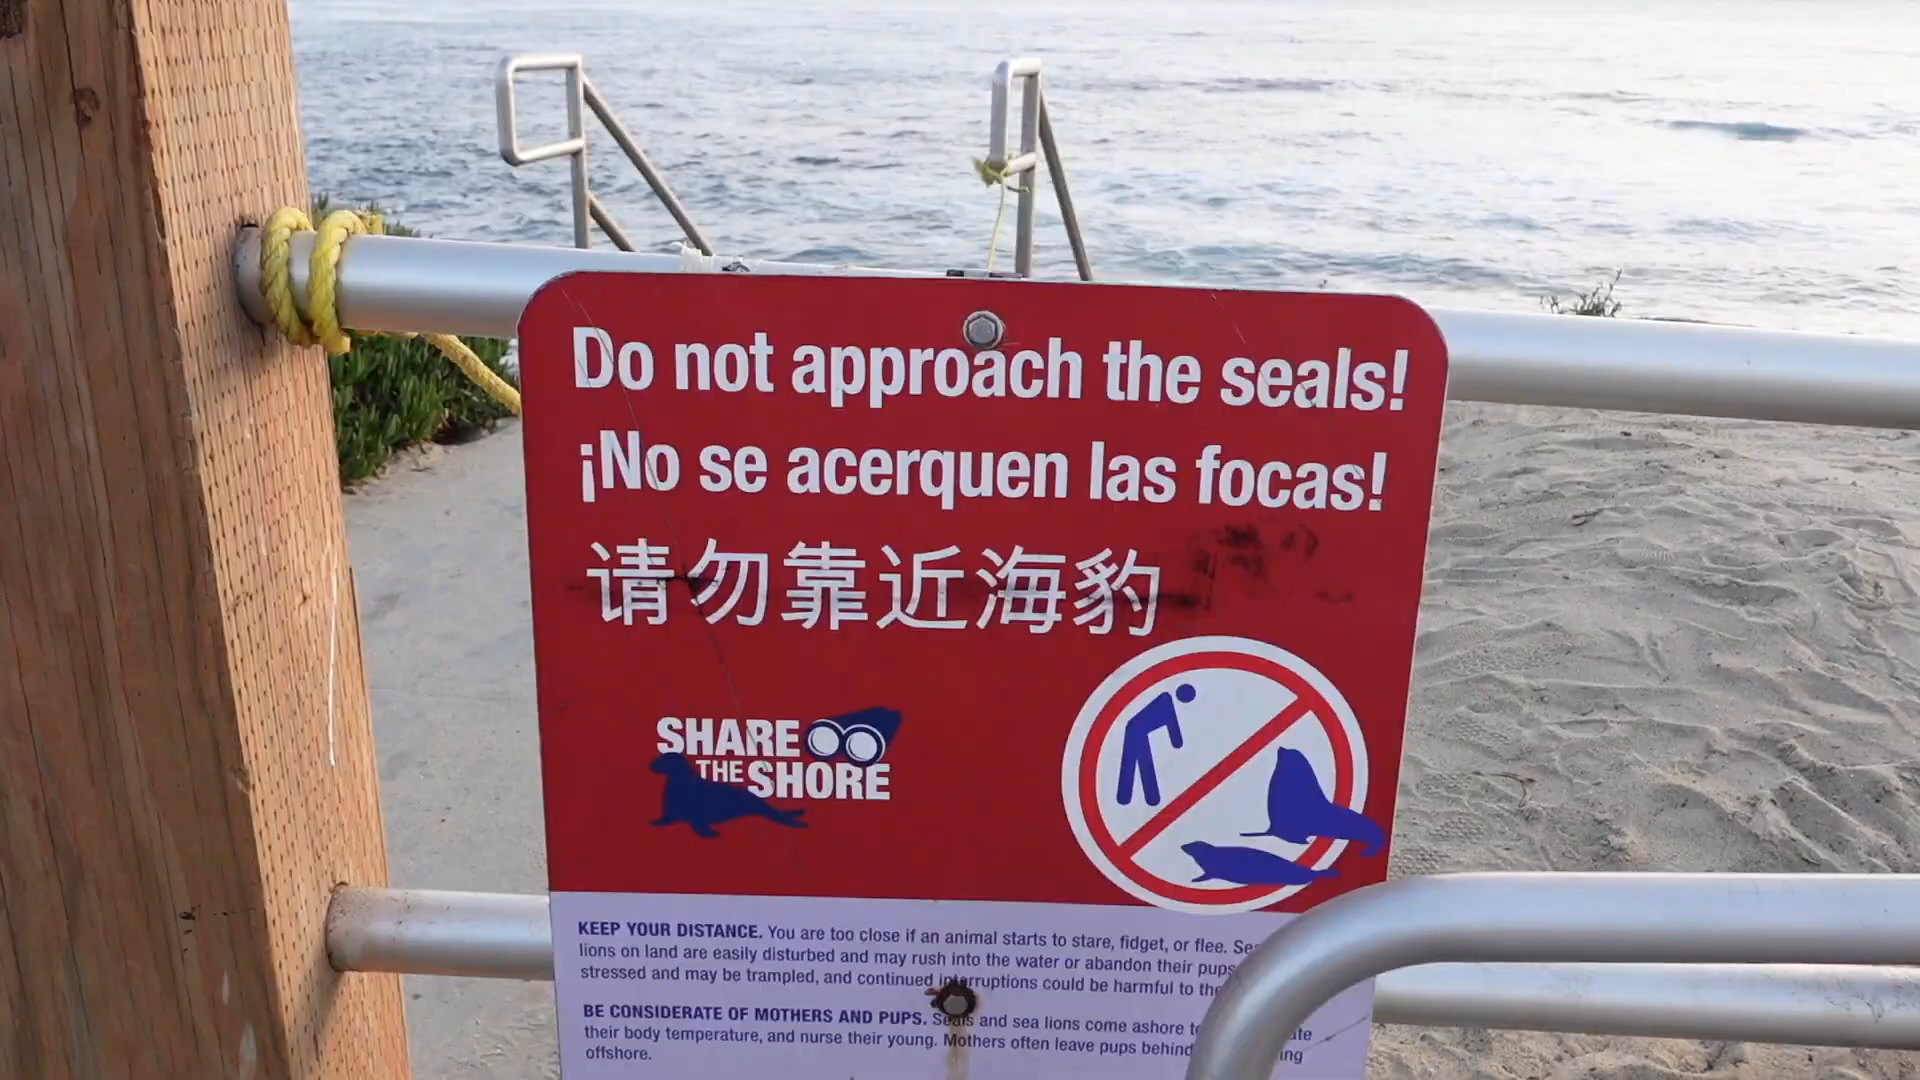 Do not approach the seals!
¡No se acerquen las focas!
请勿靠近海豹
SHARE
THE SHORE
KEEP YOUR DISTANCE. You are too close if an animal starts to stare, fidget, or flee.
lions on land are easily disturbed and may rush into the water or abandon their pups
stressed and may be trampled, and continued interruptions could be harmful to
BE CONSIDERATE OF MOTHERS AND PUPS. Seals and sea lions come ashore
their body temperature, and nurse their young. Mothers often leave pups behind
offshore.